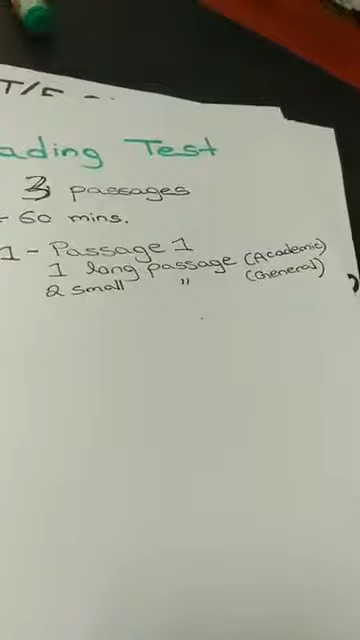 T/F -
ading Test
3 passages
- 60 mins.
1 - Passage 1
1 long passage (Academic)
2 small " (General)